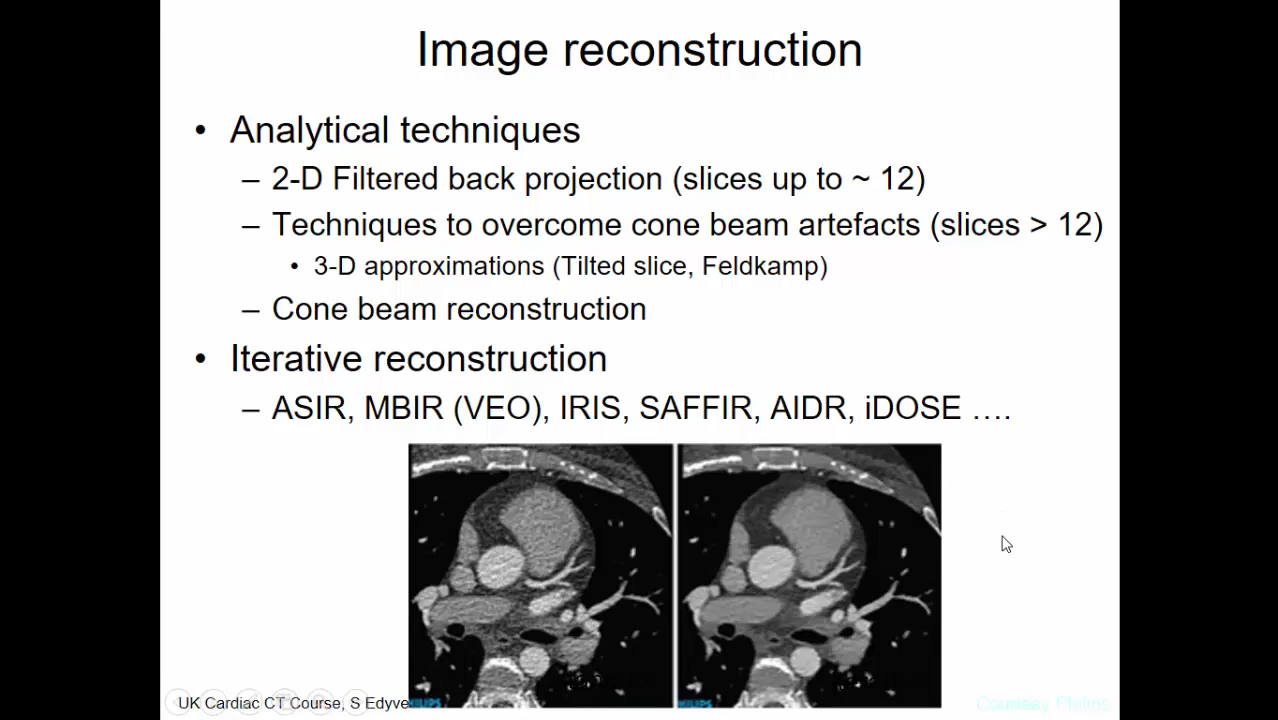 Image reconstruction
• Analytical techniques
– 2-D Filtered back projection (slices up to ~ 12)
– Techniques to overcome cone beam artefacts (slices > 12)
• 3-D approximations (Tilted slice, Feldkamp)
– Cone beam reconstruction
• Iterative reconstruction
– ASIR, MBIR (VEO), IRIS, SAFFIR, AIDR, iDOSE ….
UK Cardiac CT Course, S Edyve
PHILIPS
Courtesy Philips